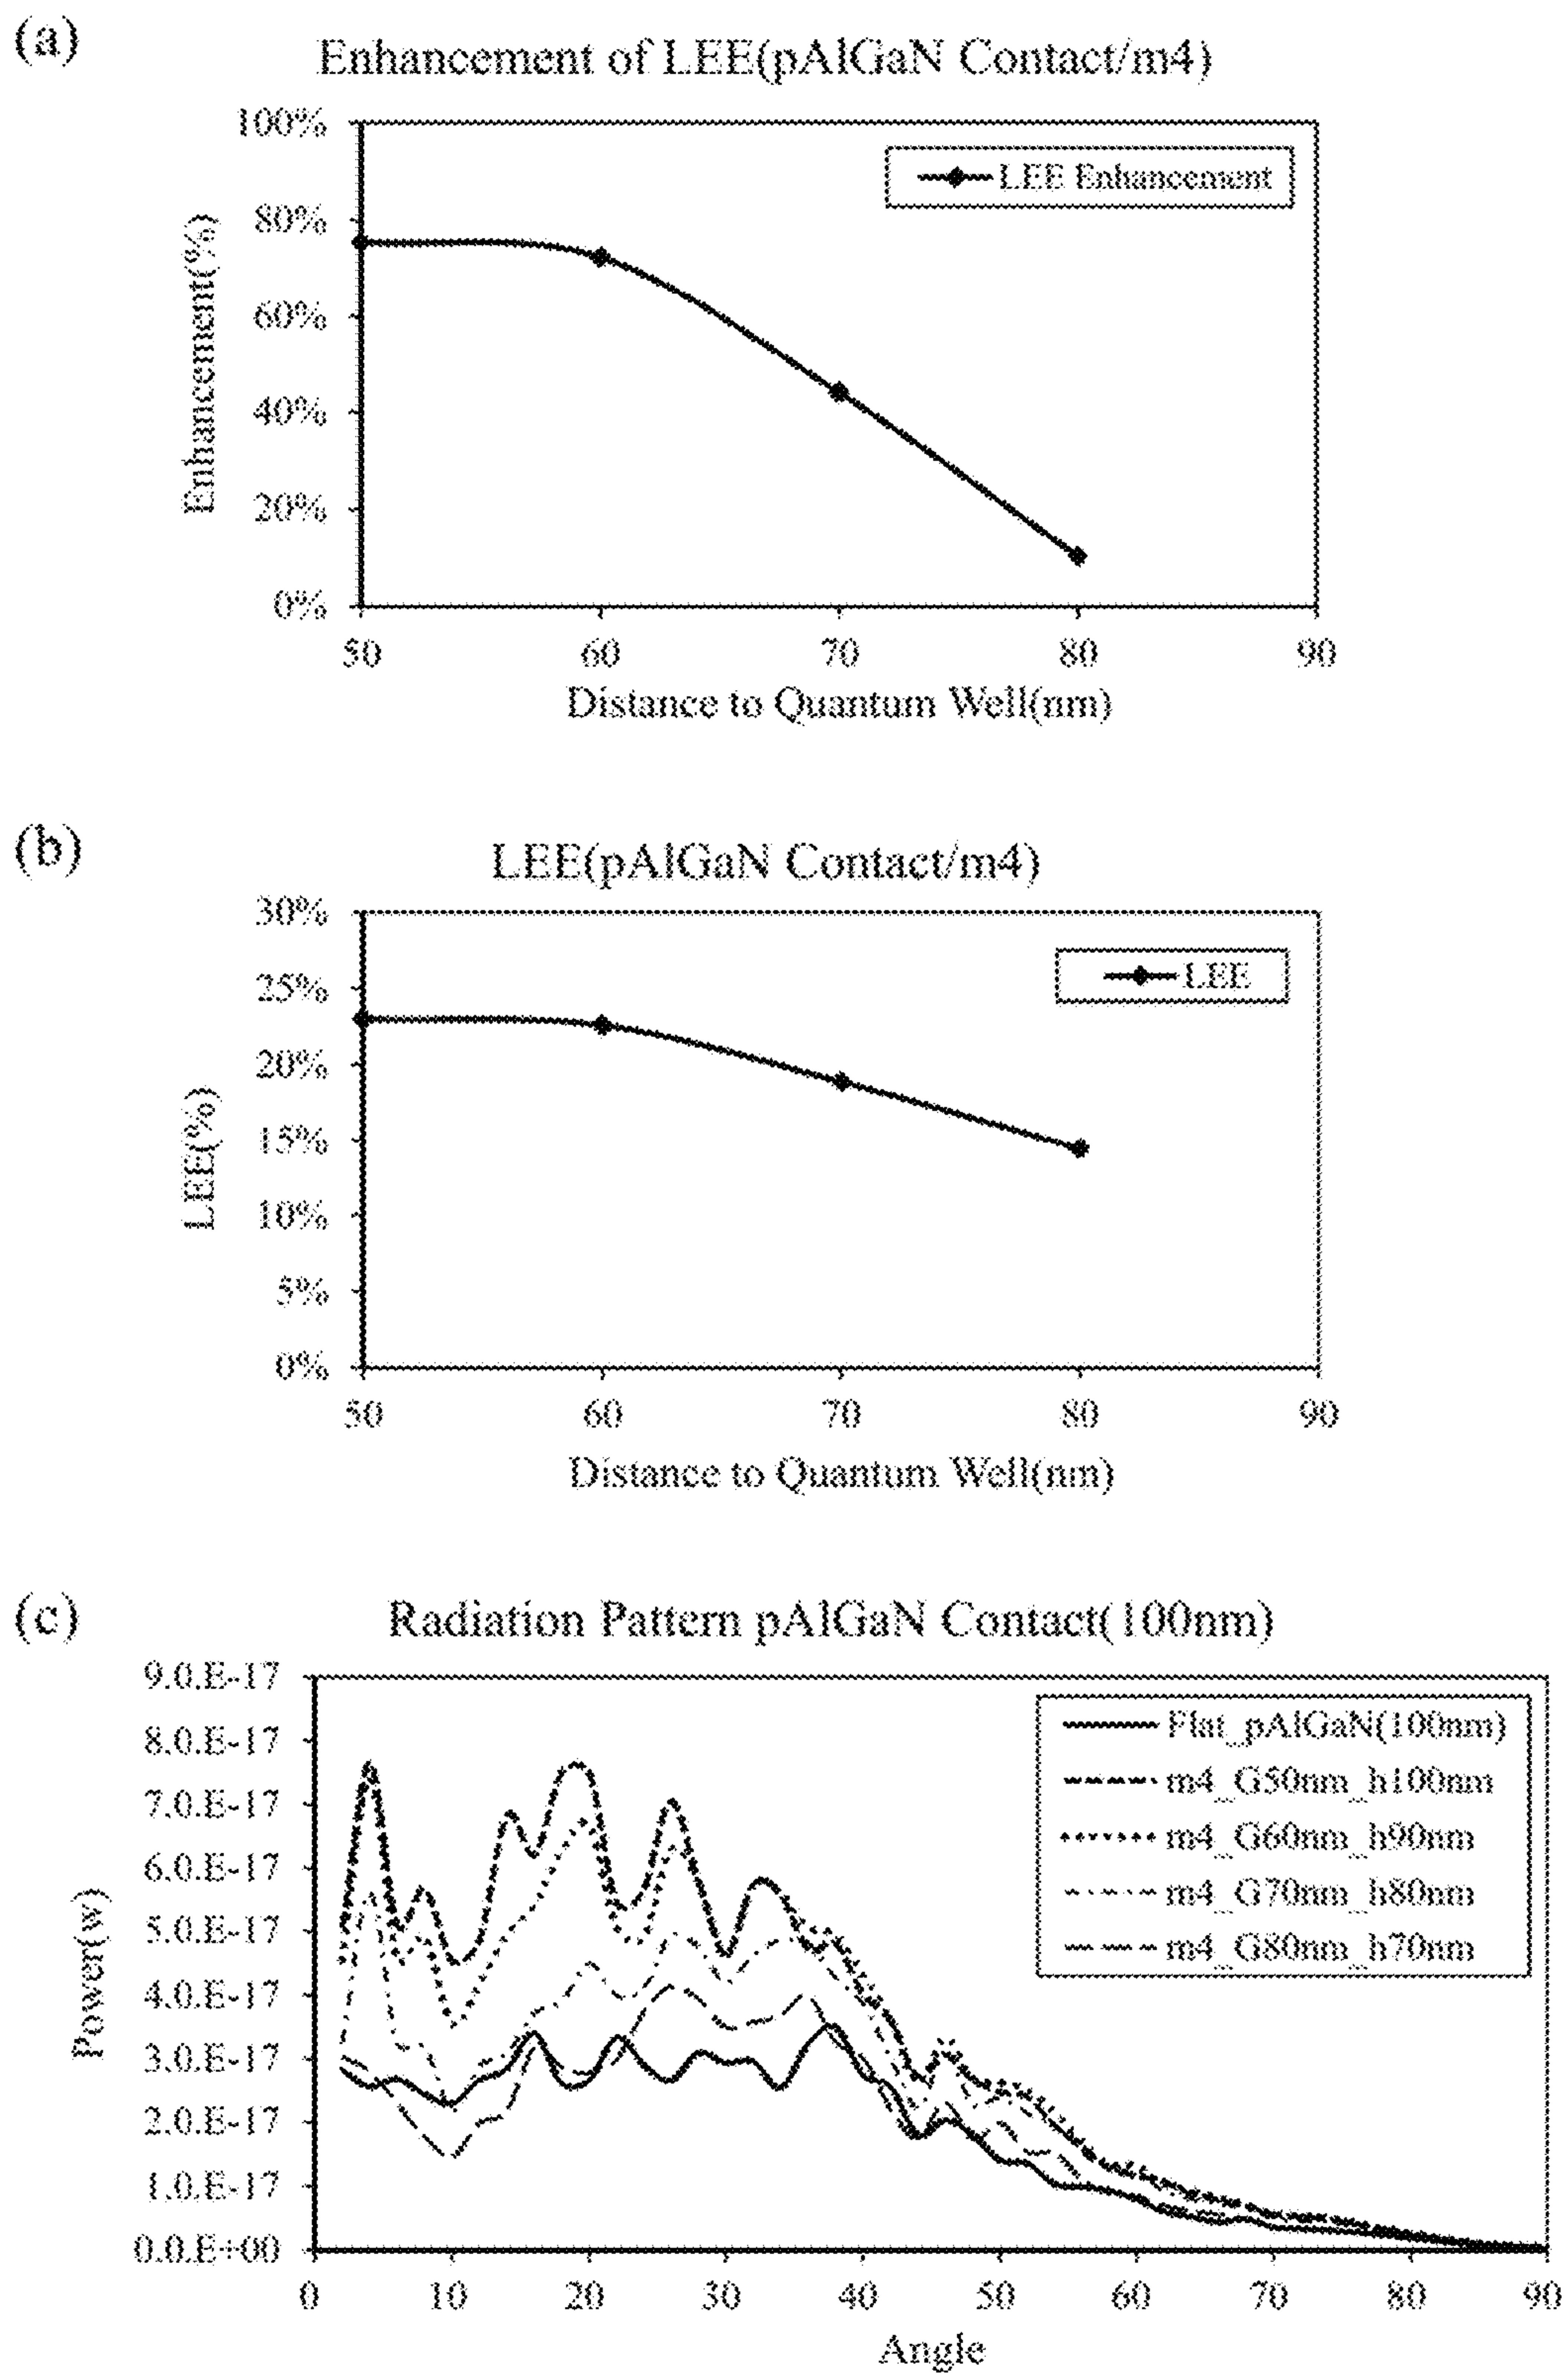 (a)
Enhancement of LEE(pAlGaN Contact/m4)
100%
80%
60%
40%
20%
0%
Enhancement(%)
LEE Enhancement
50 60 70 80 90
Distance to Quantum Well(nm)
(b)
LEE(pAlGaN Contact/m4)
30%
25%
20%
15%
10%
5%
0%
LEE(%)
LEE
50 60 70 80 90
Distance to Quantum Well(nm)
(c)
Radiation Pattern pAlGaN Contact(100nm)
9.0.E-17
8.0.E-17
7.0.E-17
6.0.E-17
5.0.E-17
4.0.E-17
3.0.E-17
2.0.E-17
1.0.E-17
0.0.E+00
Power(w)
Flat_pAlGaN(100nm)
m4_G50nm_h100nm
m4_G60nm_h90nm
m4_G70nm_h80nm
m4_G80nm_h70nm
0 10 20 30 40 50 60 70 80 90
Angle